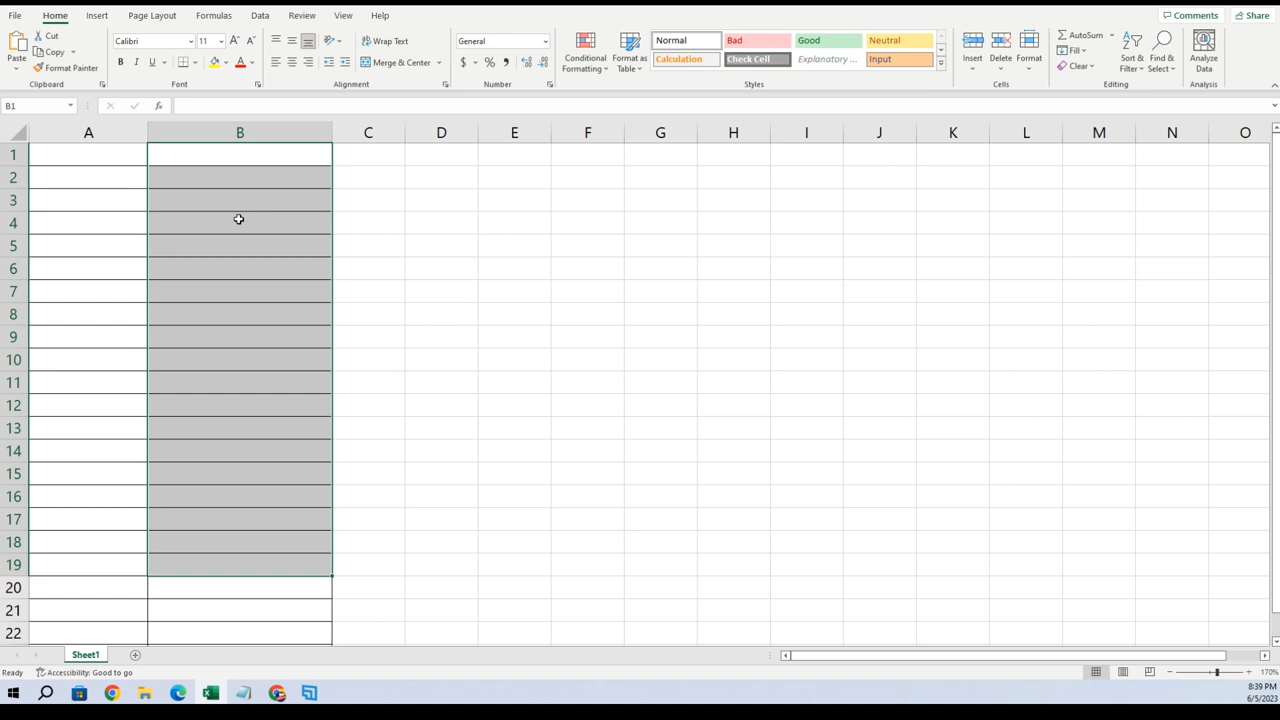 File Home Insert Page Layout Formulas Data Review View Help Comments Share
Cut
Copy
Format Painter
Paste
Clipboard
Calibri 11
B I U
Font
Wrap Text
Merge & Center
Alignment
General
$ % ,
Number
Conditional
Formatting
Format as
Table
Normal Bad Good Neutral
Calculation Check Cell Explanatory ... Input
Styles
Insert Delete Format
Cells
AutoSum
Fill
Clear
Sort &
Filter
Find &
Select
Editing
Analyze
Data
Analysis
B1 fx
A B C D E F G H I J K L M N O
1
2
3
4
5
6
7
8
9
10
11
12
13
14
15
16
17
18
19
20
21
22
Sheet1
Ready Accessibility: Good to go 170%
8:39 PM
6/5/2023